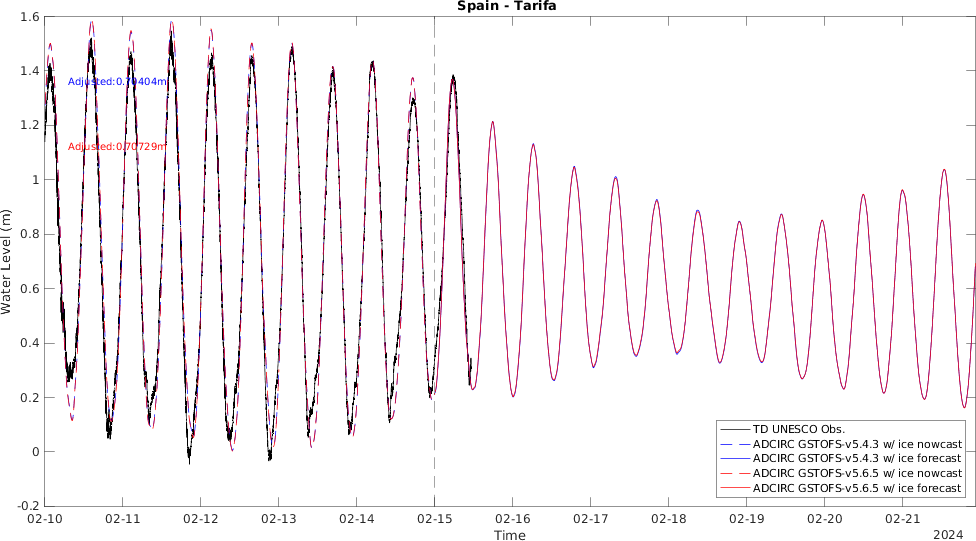 Spain - Tarifa
1.6
1.4
1.2
1
0.8
0.6
0.4
0.2
0
-0.2
Water Level (m)
Adjusted:0.70404m
Adjusted:0.70729m
TD UNESCO Obs.
ADCIRC GSTOFS-v5.4.3 w/ ice nowcast
ADCIRC GSTOFS-v5.4.3 w/ ice forecast
ADCIRC GSTOFS-v5.6.5 w/ ice nowcast
ADCIRC GSTOFS-v5.6.5 w/ ice forecast
02-10 02-11 02-12 02-13 02-14 02-15 02-16 02-17 02-18 02-19 02-20 02-21
Time
2024